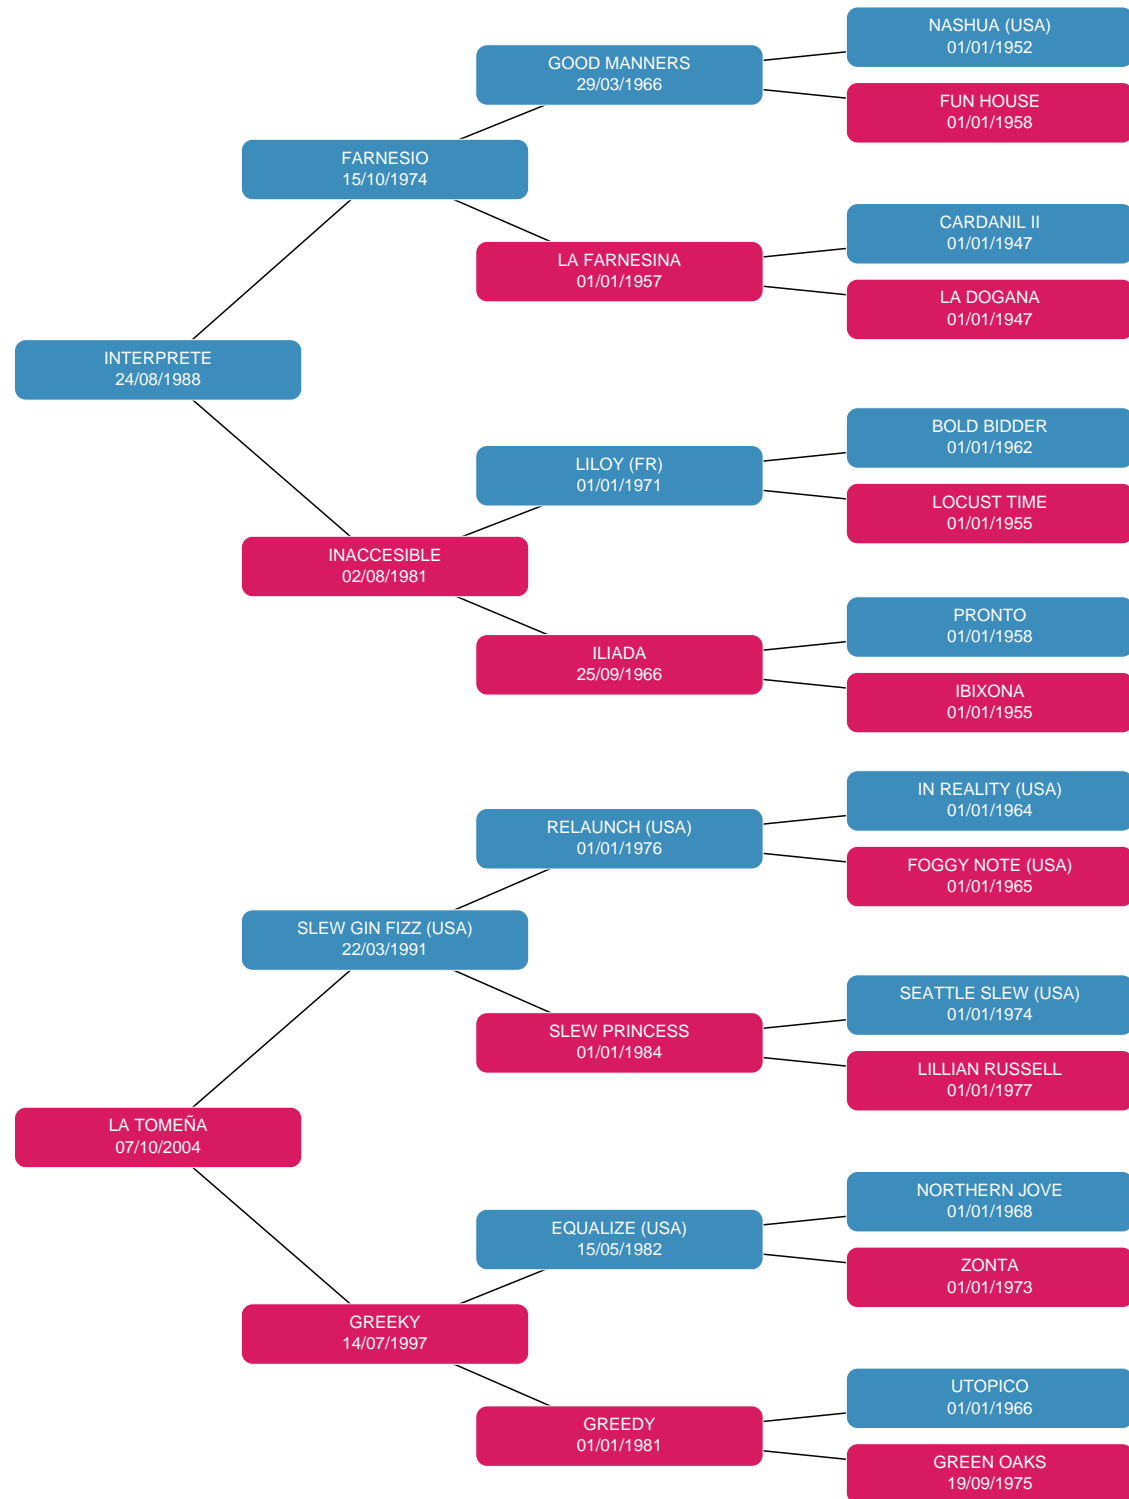 NASHUA (USA)
01/01/1952
GOOD MANNERS
29/03/1966
FUN HOUSE
01/01/1958
FARNESIO
15/10/1974
CARDANIL II
01/01/1947
LA FARNESINA
01/01/1957
LA DOGANA
01/01/1947
INTERPRETE
24/08/1988
BOLD BIDDER
01/01/1962
LILOY (FR)
01/01/1971
LOCUST TIME
01/01/1955
INACCESIBLE
02/08/1981
PRONTO
01/01/1958
ILIADA
25/09/1966
IBIXONA
01/01/1955
IN REALITY (USA)
01/01/1964
RELAUNCH (USA)
01/01/1976
FOGGY NOTE (USA)
01/01/1965
SLEW GIN FIZZ (USA)
22/03/1991
SEATTLE SLEW (USA)
01/01/1974
SLEW PRINCESS
01/01/1984
LILLIAN RUSSELL
01/01/1977
LA TOMEÑA
07/10/2004
NORTHERN JOVE
01/01/1968
EQUALIZE (USA)
15/05/1982
ZONTA
01/01/1973
GREEKY
14/07/1997
UTOPICO
01/01/1966
GREEDY
01/01/1981
GREEN OAKS
19/09/1975